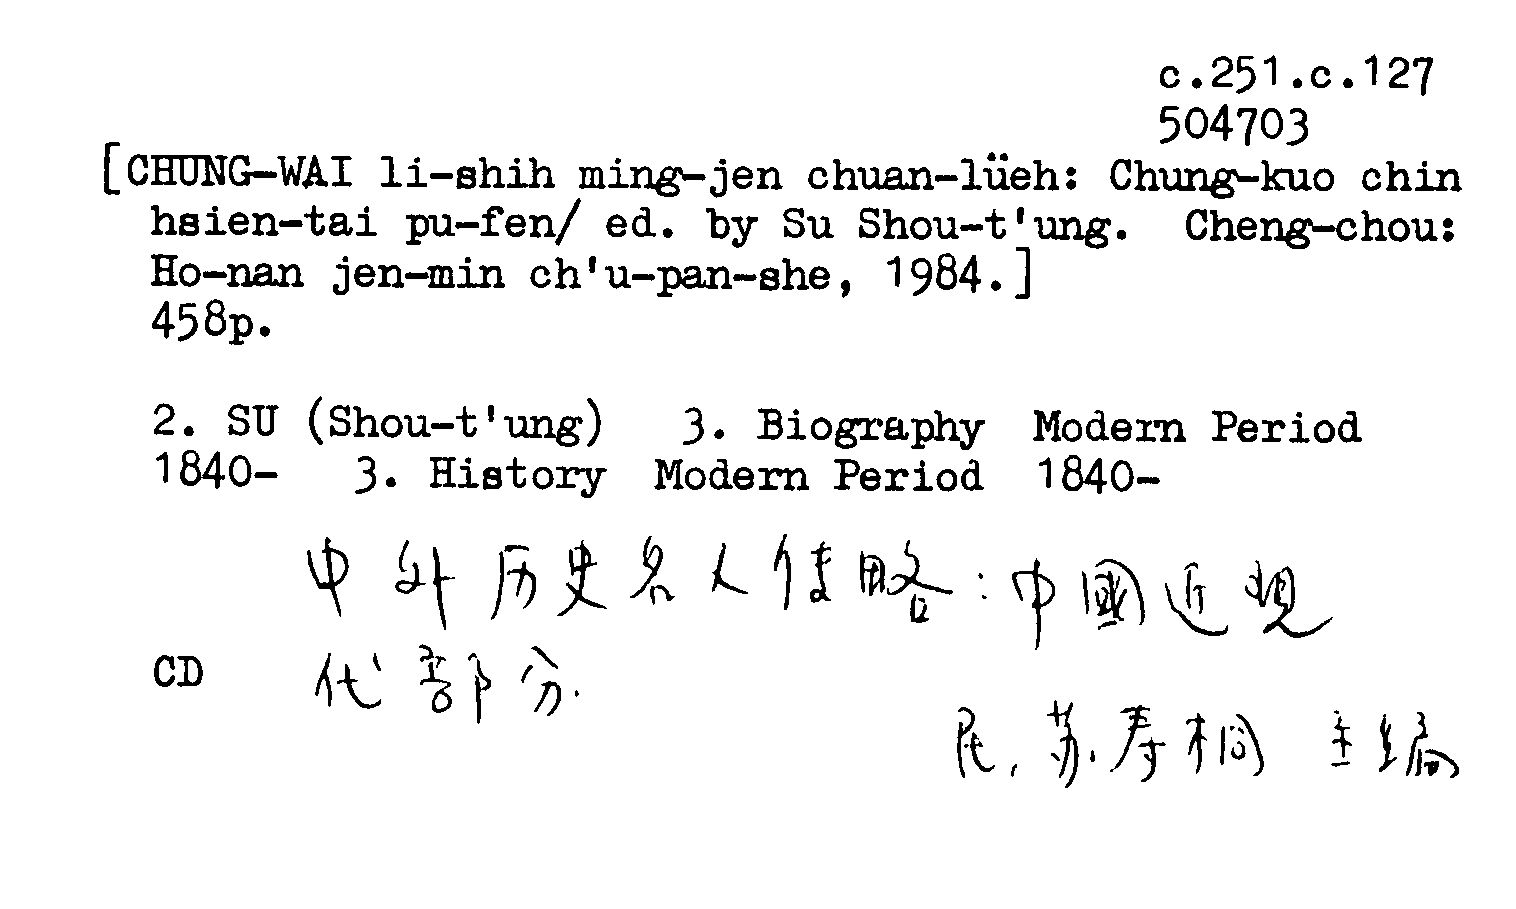 c.251.c.127
504703
[CHUNG-WAI li-shih ming-jen chuan-lüeh: Chung-kuo chin
hsien-tai pu-fen/ ed. by Su Shou-t'ung. Cheng-chou:
Ho-nan jen-min ch'u-pan-she, 1984.]
458p.
2. SU (Shou-t'ung) 3. Biography Modern Period
1840- 3. History Modern Period 1840-
中外历史名人传略:中國近现
CD 代部分.
民,苏.寿桐 主编